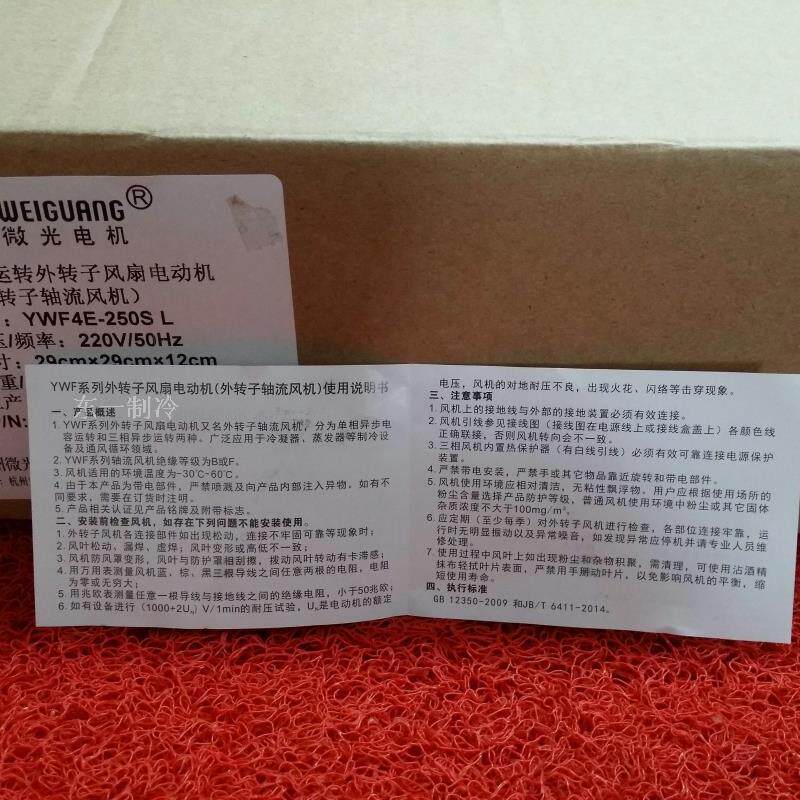 WEIGUANG®
微光电机
运转外转子风扇电动机
转子轴流风机）
：YWF4E-250S L
压/频率：220V/50Hz
寸：29cm×29cm×12cm
重/
产
/N:
州微光
杭州
东一制冷
YWF系列外转子风扇电动机（外转子轴流风机）使用说明书
一、产品概述
1. YWF系列外转子风扇电动机又名外转子轴流风机，分为单相异步电
容运转和三相异步运转两种。广泛应用于冷凝器、蒸发器等制冷设
备及通风循环领域。
2. YWF系列轴流风机绝缘等级为B或F。
3. 风机适用的环境温度为-30℃~60℃。
4. 由于本产品为带电部件，严禁喷溅及向产品内部注入异物，如有不
同要求，需要在订货时注明。
5. 产品相关认证见产品铭牌及附带标志。
二、安装前检查风机，如存在下列问题不能安装使用。
1. 外转子风机各连接部件如出现松动，连接不牢固可靠等现象时；
2. 风叶松动、漏焊、虚焊；风叶变形或高低不一致；
3. 风机防风罩变形，风叶与防护罩相刮擦，拨动风叶转动有卡滞感；
4. 用万用表测量风机蓝、棕、黑三根导线之间任意两根的电阻，电阻
为零或无穷大；
5. 用兆欧表测量任意一根导线与接地线之间的绝缘电阻，小于50兆欧；
6. 如有设备进行（1000+2Uₙ）V/1min的耐压试验，Uₙ是电动机的额定
电压，风机的对地耐压不良，出现火花、闪络等击穿现象。
三、注意事项
1. 风机上的接地线与外部的接地装置必须有效连接。
2. 风机引线参见接线图（接线图在电源线上或接线盒盖上）各颜色线
正确联接，否则风机转向会不一致。
3. 三相风机内置热保护器（有白线引线）必须有效可靠连接电源保护
装置。
4. 严禁带电安装，严禁手或其它物品靠近旋转和带电部件。
5. 风机使用环境应相对清洁，无粘性飘浮物。用户应根据使用场所的
粉尘含量选择产品防护等级，普通风机使用环境中粉尘或其它固体
杂质浓度不大于100mg/m³。
6. 应定期（至少每季）对外转子风机进行检查，各部位连接牢靠，运
行时无明显振动以及异常噪音，如发现异常应停机并请专业人员维
修处理。
7. 使用过程中风叶上如出现粉尘和杂物积聚，需清理，可使用沾酒精
抹布轻拭叶片表面，严禁用手掰动叶片，以免影响风机的平衡，缩
短使用寿命。
四、执行标准
GB 12350-2009 和JB/T 6411-2014。